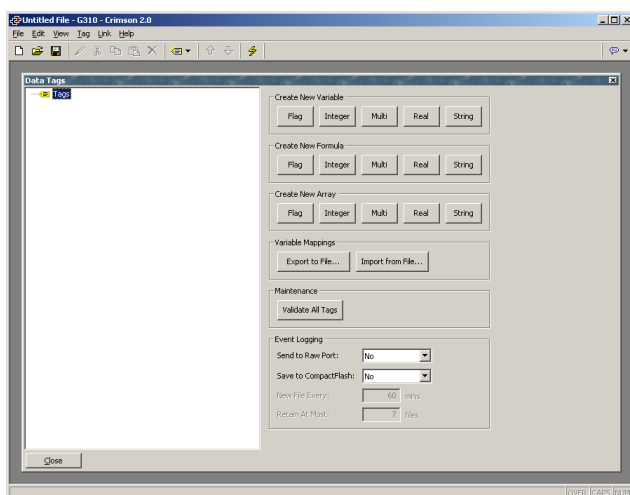 Untitled File - G310 - Crimson 2.0
File Edit View Tag Link Help
Data Tags
Tags
Create New Variable
Flag Integer Multi Real String
Create New Formula
Flag Integer Multi Real String
Create New Array
Flag Integer Multi Real String
Variable Mappings
Export to File... Import from File...
Maintenance
Validate All Tags
Event Logging
Send to Raw Port: No
Save to CompactFlash: No
New File Every: 60 mins
Retain At Most: 7 files
Close
OVER CAPS NUM